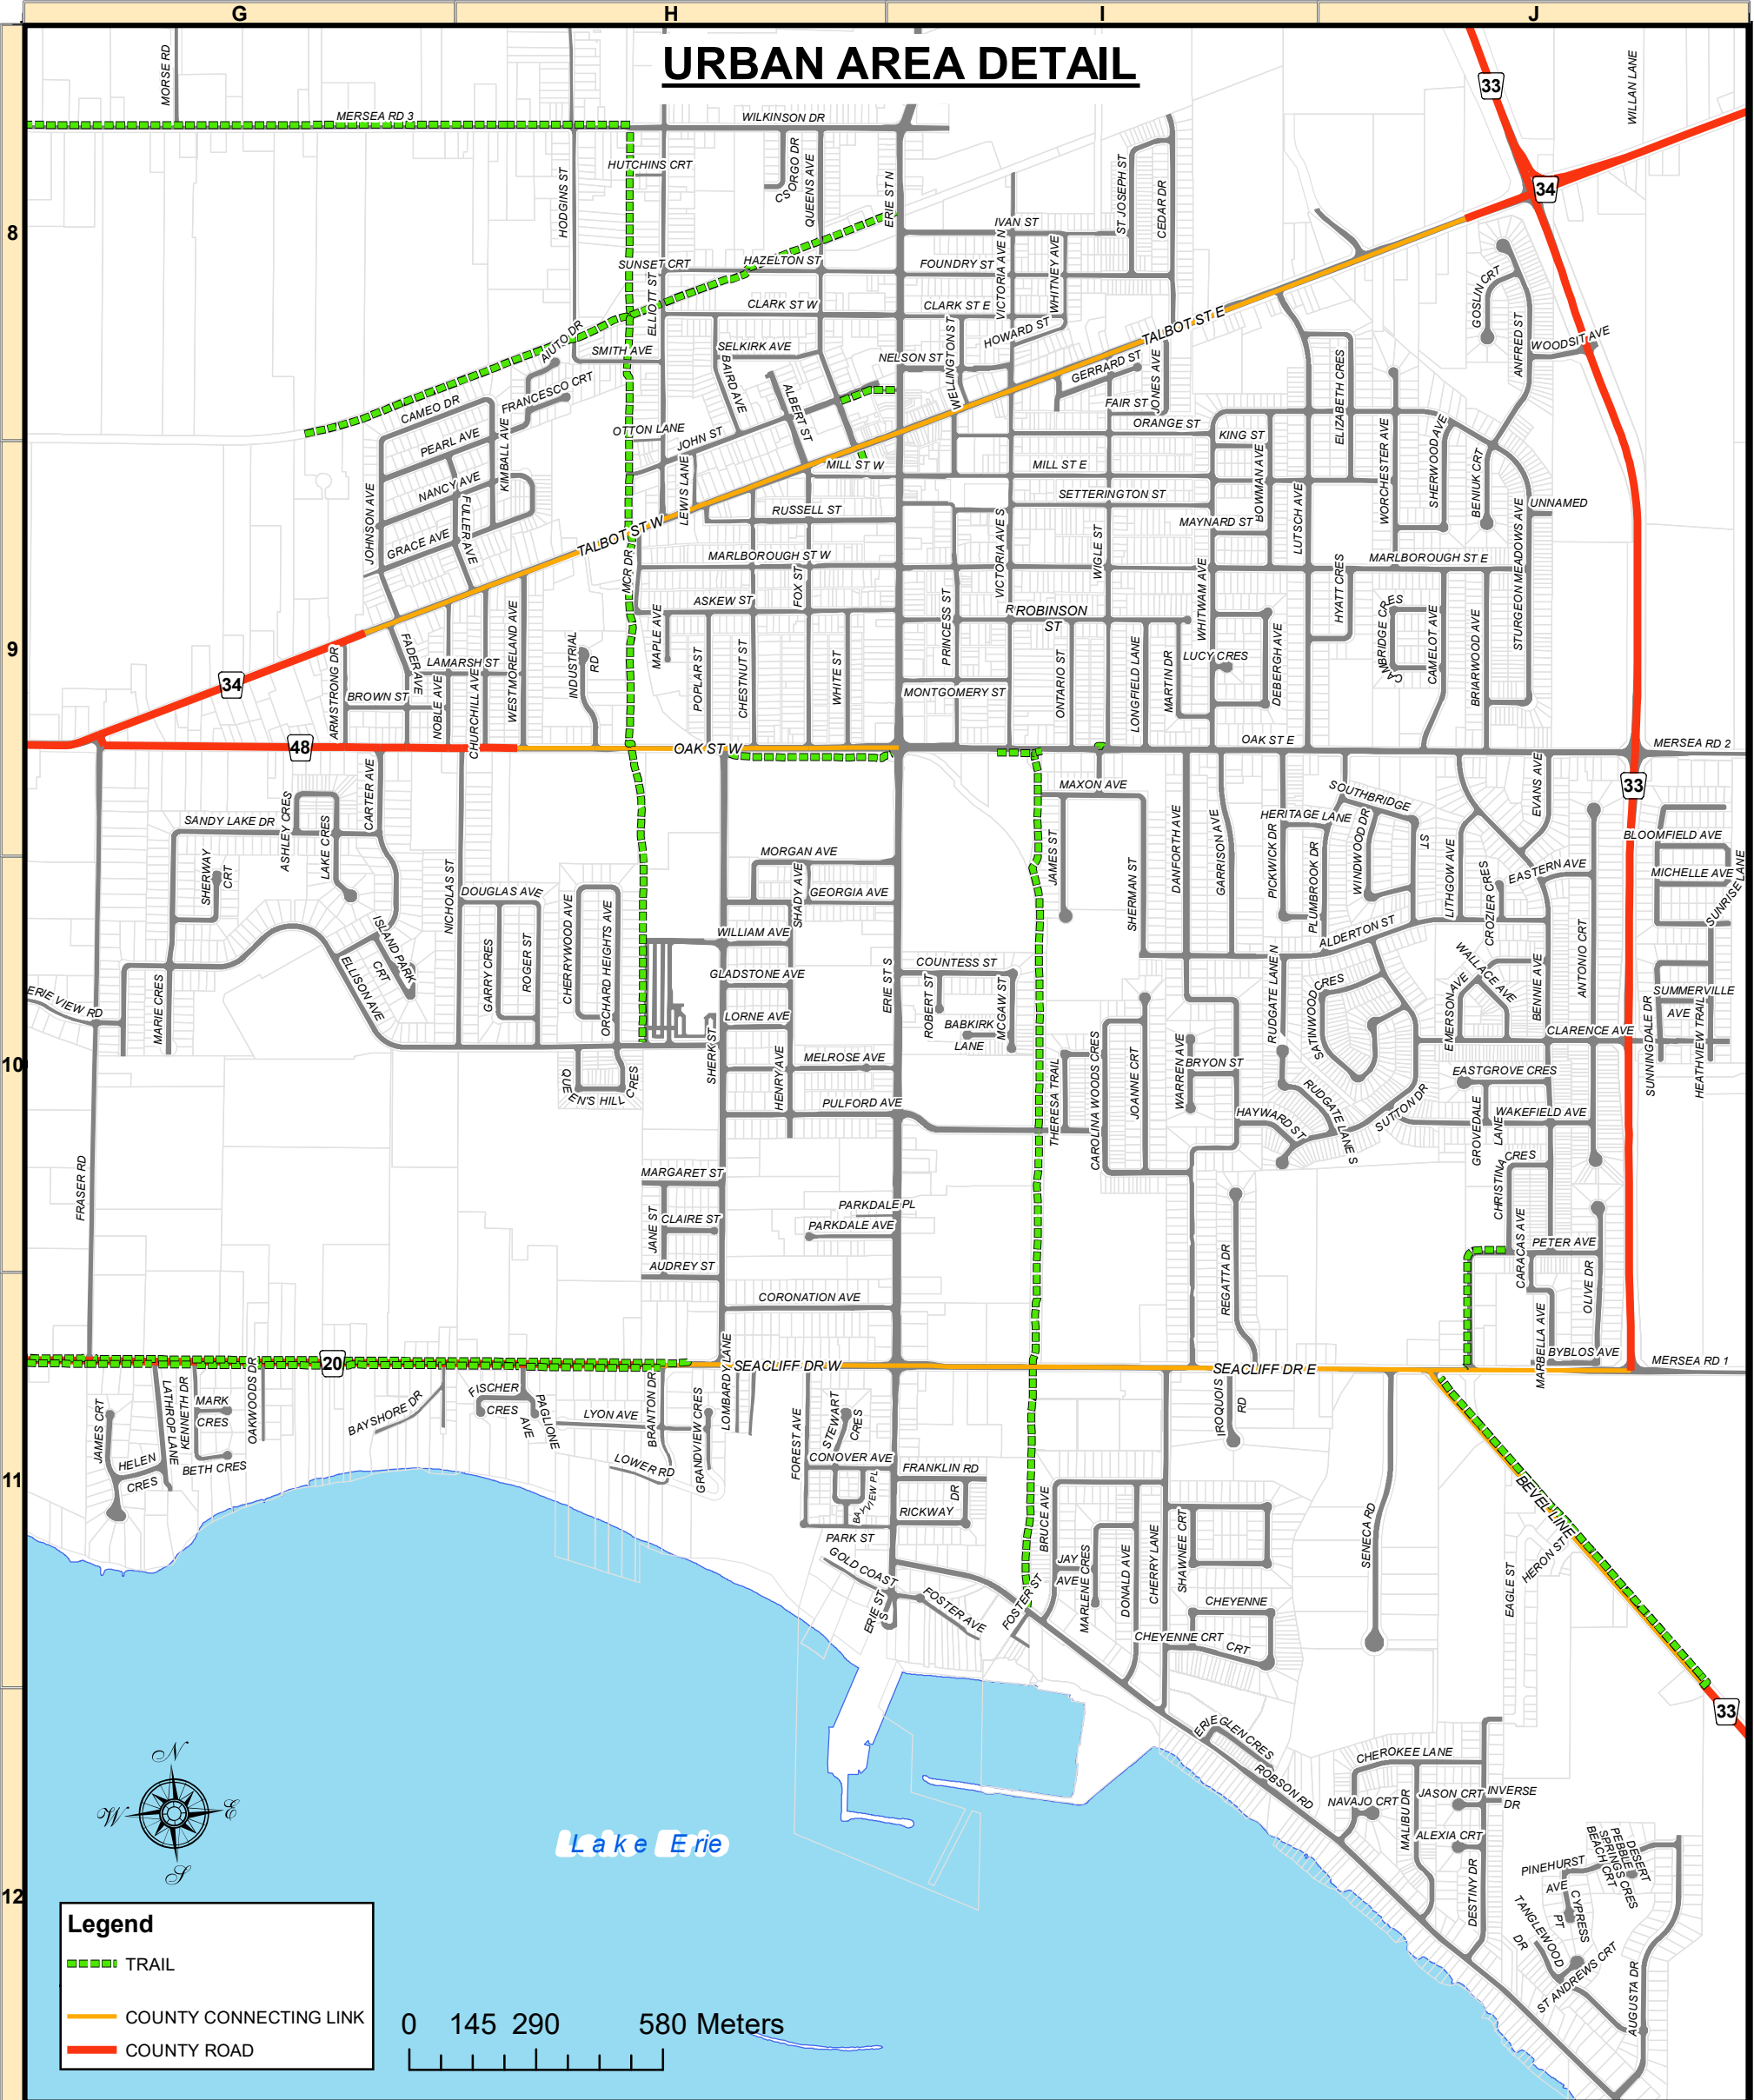 G H I J
URBAN AREA DETAIL
MORSE RD
33
WILLAN LANE
MERSEA RD 3
WILKINSON DR
HUTCHINS CRT
CSORGO DR
QUEENS AVE
ERIE ST N
ST JOSEPH ST
CEDAR DR
34
HODGINS ST
8
IVAN ST
SUNSET CRT
HAZELTON ST
FOUNDRY ST
VICTORIA AVE N
WHITNEY AVE
ELLIOTT ST
CLARK ST W
CLARK ST E
GOSLIN CRT
TALBOT ST E
HOWARD ST
WOODSIT AVE
ANFRED ST
AIUTO DR
SMITH AVE
SELKIRK AVE
NELSON ST
WELLINGTON ST
GERRARD ST
JONES AVE
BAIRD AVE
ALBERT ST
ELIZABETH CRES
FRANCESCO CRT
CAMEO DR
FAIR ST
ORANGE ST
OTTON LANE
JOHN ST
KING ST
PEARL AVE
KIMBALL AVE
BOWMAN AVE
WORCHESTER AVE
SHERWOOD AVE
BENIUK CRT
MILL ST W
MILL ST E
NANCY AVE
LEWIS LANE
SETTERINGTON ST
LUTSCH AVE
UNNAMED
JOHNSON AVE
FULLER AVE
RUSSELL ST
MAYNARD ST
TALBOT ST W
GRACE AVE
VICTORIA AVE S
WIGLE ST
STURGEON MEADOWS AVE
MARLBOROUGH ST W
MARLBOROUGH ST E
MCR DR
FOX ST
WHITWAM AVE
HYATT CRES
ASKEW ST
ROBINSON
ST
CAMBRIDGE CRES
CAMELOT AVE
BRIARWOOD AVE
PRINCESS ST
9
MAPLE AVE
FADER AVE
LAMARSH ST
WESTMORELAND AVE
INDUSTRIAL
RD
POPLAR ST
CHESTNUT ST
WHITE ST
LUCY CRES
DEBERGH AVE
34
ARMSTRONG DR
BROWN ST
NOBLE AVE
CHURCHILL AVE
MONTGOMERY ST
ONTARIO ST
LONGFIELD LANE
MARTIN DR
48
OAK ST W
OAK ST E
MERSEA RD 2
MAXON AVE
33
EVANS AVE
SOUTHBRIDGE
ST
HERITAGE LANE
CARTER AVE
ASHLEY CRES
SANDY LAKE DR
LAKE CRES
BLOOMFIELD AVE
MORGAN AVE
JAMES ST
DANFORTH AVE
GARRISON AVE
PICKWICK DR
PLUMBROOK DR
WINDWOOD DR
LITHGOW AVE
CROZIER CRES
EASTERN AVE
MICHELLE AVE
SUNRISE LANE
SHERWAY
CRT
DOUGLAS AVE
GEORGIA AVE
SHADY AVE
NICHOLAS ST
SHERMAN ST
ISLAND PARK
CRT
CHERRYWOOD AVE
ORCHARD HEIGHTS AVE
WILLIAM AVE
ALDERTON ST
ELLISON AVE
GARRY CRES
ROGER ST
GLADSTONE AVE
COUNTESS ST
WALLACE AVE
ANTONIO CRT
ERIE VIEW RD
MARIE CRES
ERIE ST S
ROBERT ST
MCGAW ST
RUDGATE LANE N
SATINWOOD CRES
EMERSON AVE
BENNIE AVE
SUMMERVILLE
AVE
LORNE AVE
BABKIRK
LANE
CLARENCE AVE
SHERK ST
MELROSE AVE
HENRY AVE
10
QUEEN'S HILL CRES
THERESA TRAIL
CAROLINA WOODS CRES
JOANNE CRT
WARREN AVE
BRYON ST
EASTGROVE CRES
SUNNINGDALE DR
HEATHVIEW TRAIL
PULFORD AVE
HAYWARD ST
RUDGATE LANE S
SUTTON DR
GROVEDALE
LANE
WAKEFIELD AVE
FRASER RD
MARGARET ST
CHRISTINA CRES
PARKDALE PL
PARKDALE AVE
CLAIRE ST
JANE ST
CARACAS AVE
PETER AVE
AUDREY ST
REGATTA DR
OLIVE DR
CORONATION AVE
MARBELLA AVE
20
SEACLIFF DR W
SEACLIFF DR E
BYBLOS AVE
MERSEA RD 1
LOMBARDY LANE
JAMES CRT
LATHROP LANE
KENNETH DR
MARK
CRES
OAKWOODS DR
BAYSHORE DR
FISCHER
CRES
PAGLIONE
AVE
LYON AVE
BRANTON DR
GRANDVIEW CRES
FOREST AVE
STEWART
CRES
IROQUOIS
RD
HELEN
CRES
BETH CRES
LOWER RD
CONOVER AVE
FRANKLIN RD
11
BAYVIEW PL
RICKWAY
DR
BRUCE AVE
SENECA RD
BEVEL LINE
PARK ST
GOLD COAST
JAY
AVE
MARLENE CRES
DONALD AVE
CHERRY LANE
SHAWNEE CRT
HERON ST
EAGLE ST
ERIE ST
S
FOSTER AVE
FOSTER ST
CHEYENNE
CHEYENNE CRT
CRT
33
ERIE GLEN CRES
ROBSON RD
CHEROKEE LANE
N
W E
S
NAVAJO CRT
MALIBU DR
JASON CRT
INVERSE
DR
Lake Erie
ALEXIA CRT
DESTINY DR
PINEHURST
AVE
DESERT
SPRINGS CRES
PEBBLE
BEACH CRT
CYPRESS
PT
TANGLEWOOD
DR
ST ANDREWS CRT
AUGUSTA DR
12
Legend
TRAIL
COUNTY CONNECTING LINK
COUNTY ROAD
0 145 290 580 Meters